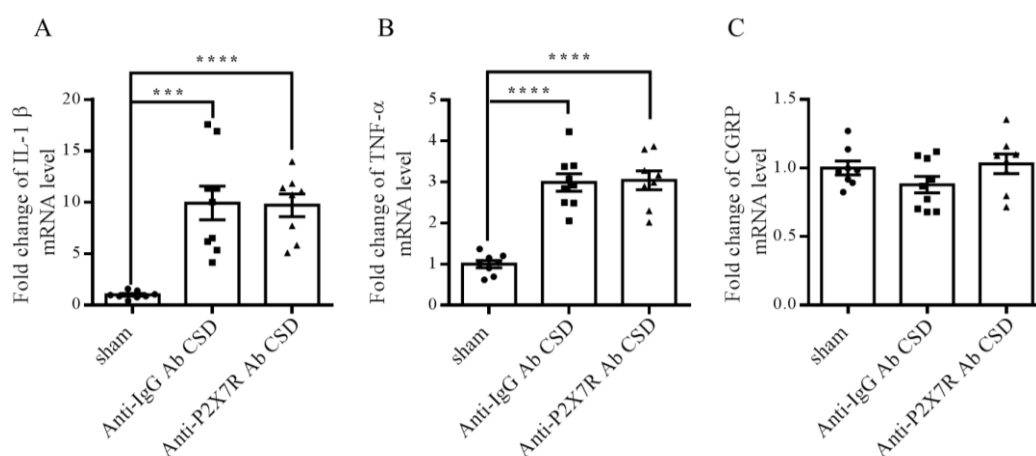 A
Fold change of IL-1 β
mRNA level
20
15
10
5
0
***
****
sham
Anti-IgG Ab CSD
Anti-P2X7R Ab CSD
B
Fold change of TNF-α
mRNA level
5
4
3
2
1
0
****
****
sham
Anti-IgG Ab CSD
Anti-P2X7R Ab CSD
C
Fold change of CGRP
mRNA level
1.5
1.0
0.5
0.0
sham
Anti-IgG Ab CSD
Anti-P2X7R Ab CSD